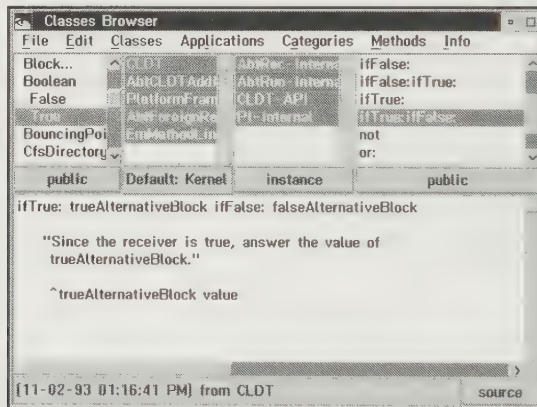 Classes Browser
File Edit Classes Applications Categories Methods Info
Block...
Boolean
False
True
BouncingPoi
CfsDirectory
CLDT
AbtCLDTAddi
PlatformFram
EmMethodLin
AbtRun-Interna
CLDT-API
PI-Internal
ifFalse:
ifFalse:ifTrue:
ifTrue:
ifTrue:ifFalse:
not
or:
public
Default: Kernel
instance
public
ifTrue: trueAlternativeBlock ifFalse: falseAlternativeBlock
"Since the receiver is true, answer the value of
trueAlternativeBlock."
^trueAlternativeBlock value
[11-02-93 01:16:41 PM] from CLDT
source